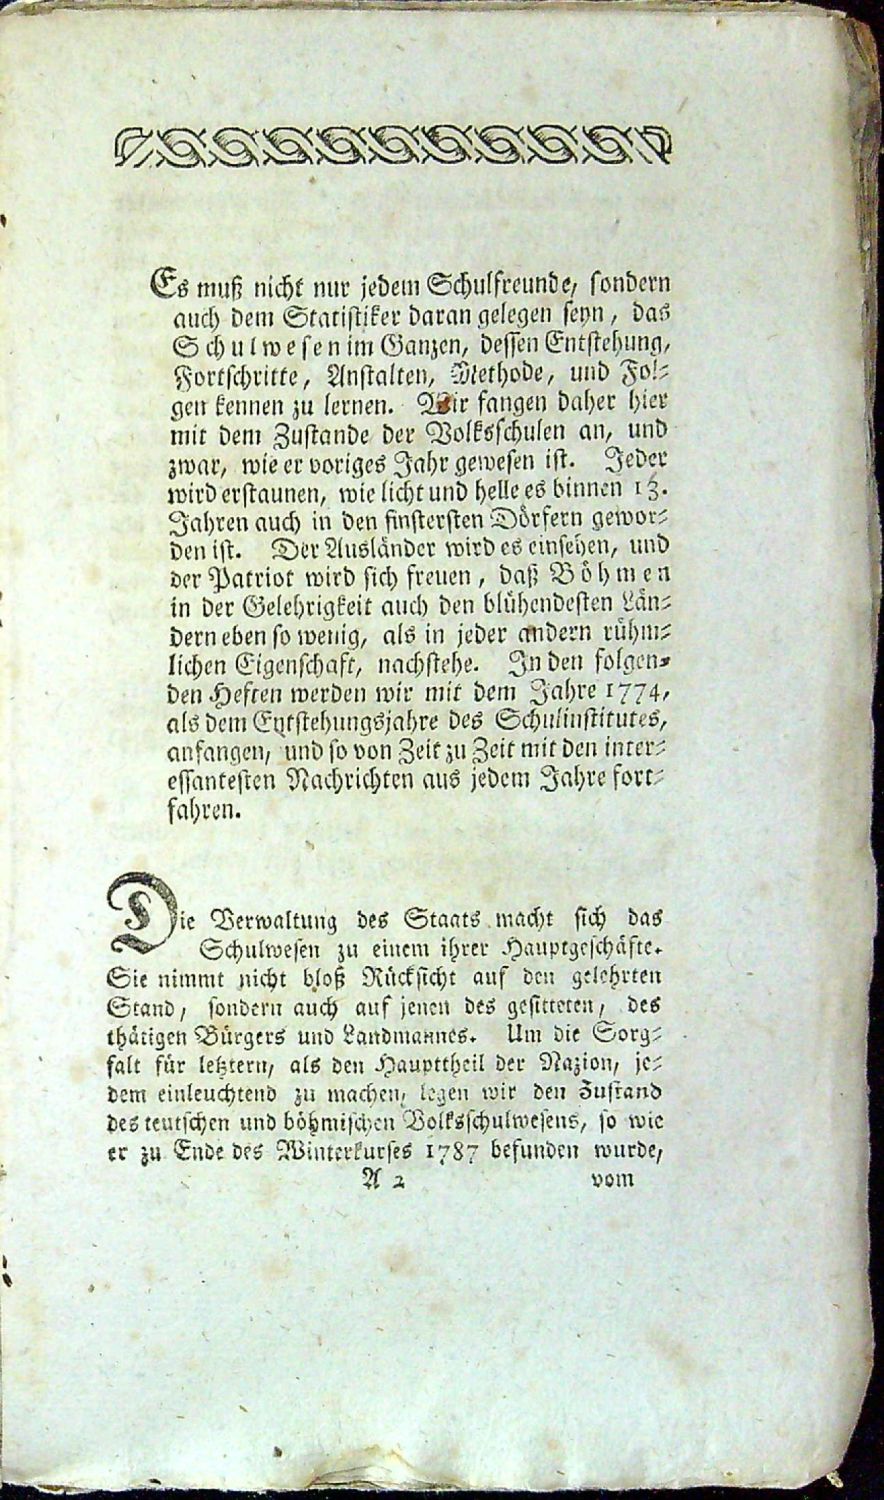 Es muß nicht nur jedem Schulfreunde, sondern
auch dem Statistiker daran gelegen seyn, das
Schulwesen im Ganzen, dessen Entstehung,
Fortschritte, Anstalten, Methode, und Fol-
gen kennen zu lernen. Wir fangen daher hier
mit dem Zustande der Volksschulen an, und
zwar, wie er voriges Jahr gewesen ist. Jeder
wird erstaunen, wie licht und helle es binnen 13.
Jahren auch in den finstersten Dörfern gewor-
den ist. Der Ausländer wird es einsehen, und
der Patriot wird sich freuen, daß Böhmen
in der Gelehrigkeit auch den blühendesten Län-
dern eben so wenig, als in jeder andern rühm-
lichen Eigenschaft, nachstehe. In den folgen-
den Heften werden wir mit dem Jahre 1774,
als dem Entstehungsjahre des Schulinstitutes,
anfangen, und so von Zeit zu Zeit mit den inter-
essantesten Nachrichten aus jedem Jahre fort-
fahren.
Die Verwaltung des Staats macht sich das
Schulwesen zu einem ihrer Hauptgeschäfte.
Sie nimmt nicht bloß Rücksicht auf den gelehrten
Stand, sondern auch auf jenen des gesitteten, des
thätigen Bürgers und Landmannes. Um die Sorg-
falt für letztern, als den Haupttheil der Nazion, je-
dem einleuchtend zu machen, legen wir den Zustand
des teutschen und böhmischen Volksschulwesens, so wie
er zu Ende des Winterkurses 1787 befunden wurde,
A 2 vom